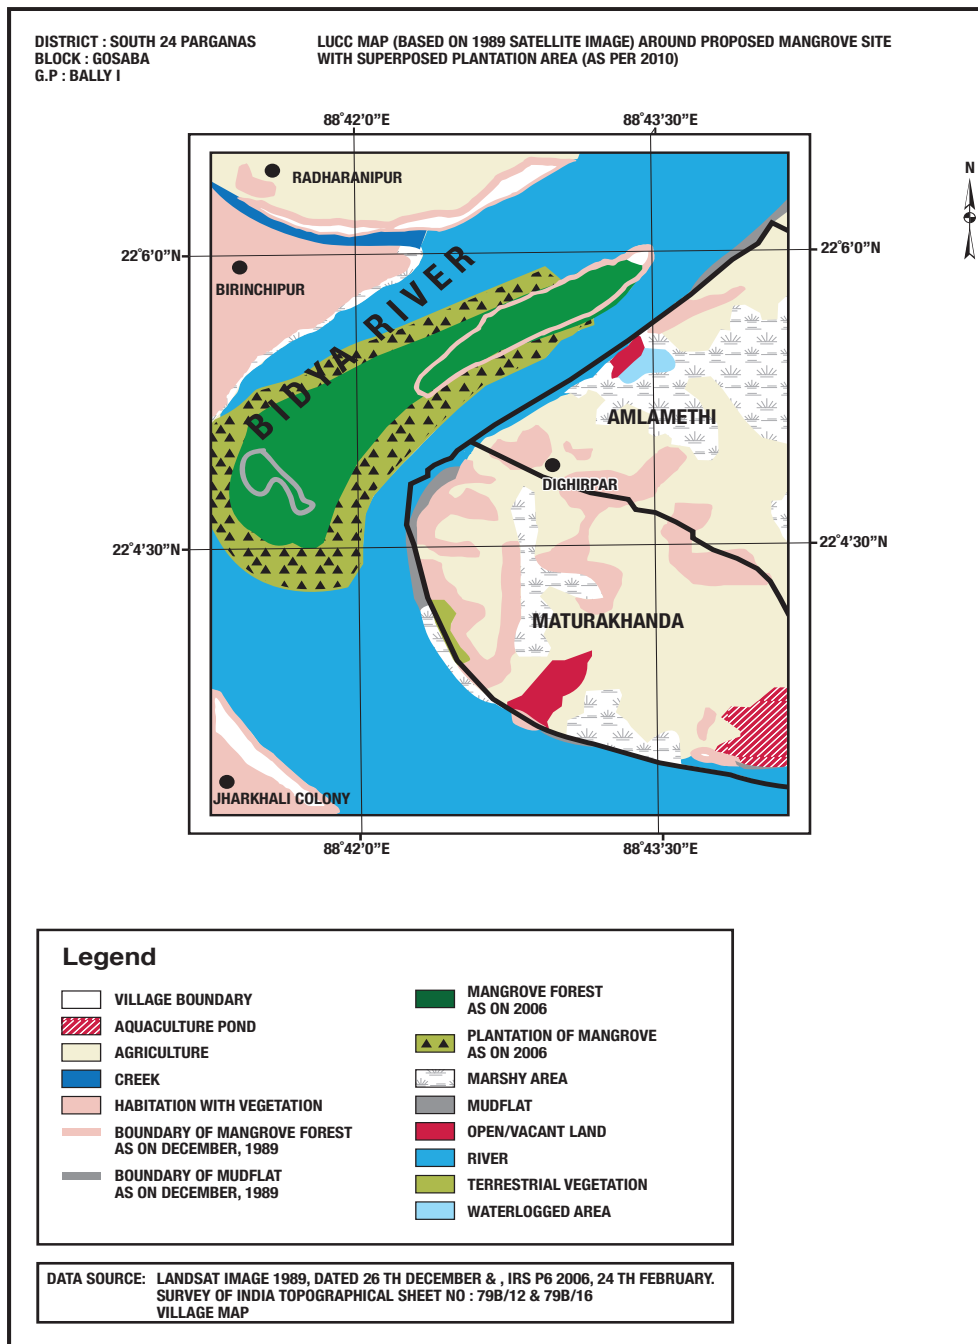 DISTRICT : SOUTH 24 PARGANAS
BLOCK : GOSABA
G.P : BALLY I
LUCC MAP (BASED ON 1989 SATELLITE IMAGE) AROUND PROPOSED MANGROVE SITE
WITH SUPERPOSED PLANTATION AREA (AS PER 2010)
88°42'0"E
88°43'30"E
N
RADHARANIPUR
22°6'0"N
22°6'0"N
BIRINCHIPUR
BIDYA RIVER
AMLAMETHI
DIGHIRPAR
22°4'30"N
22°4'30"N
MATURAKHANDA
JHARKHALI COLONY
88°42'0"E
88°43'30"E
Legend
VILLAGE BOUNDARY
AQUACULTURE POND
AGRICULTURE
CREEK
HABITATION WITH VEGETATION
BOUNDARY OF MANGROVE FOREST
AS ON DECEMBER, 1989
BOUNDARY OF MUDFLAT
AS ON DECEMBER, 1989
MANGROVE FOREST
AS ON 2006
PLANTATION OF MANGROVE
AS ON 2006
MARSHY AREA
MUDFLAT
OPEN/VACANT LAND
RIVER
TERRESTRIAL VEGETATION
WATERLOGGED AREA
DATA SOURCE: LANDSAT IMAGE 1989, DATED 26 TH DECEMBER & , IRS P6 2006, 24 TH FEBRUARY.
SURVEY OF INDIA TOPOGRAPHICAL SHEET NO : 79B/12 & 79B/16
VILLAGE MAP